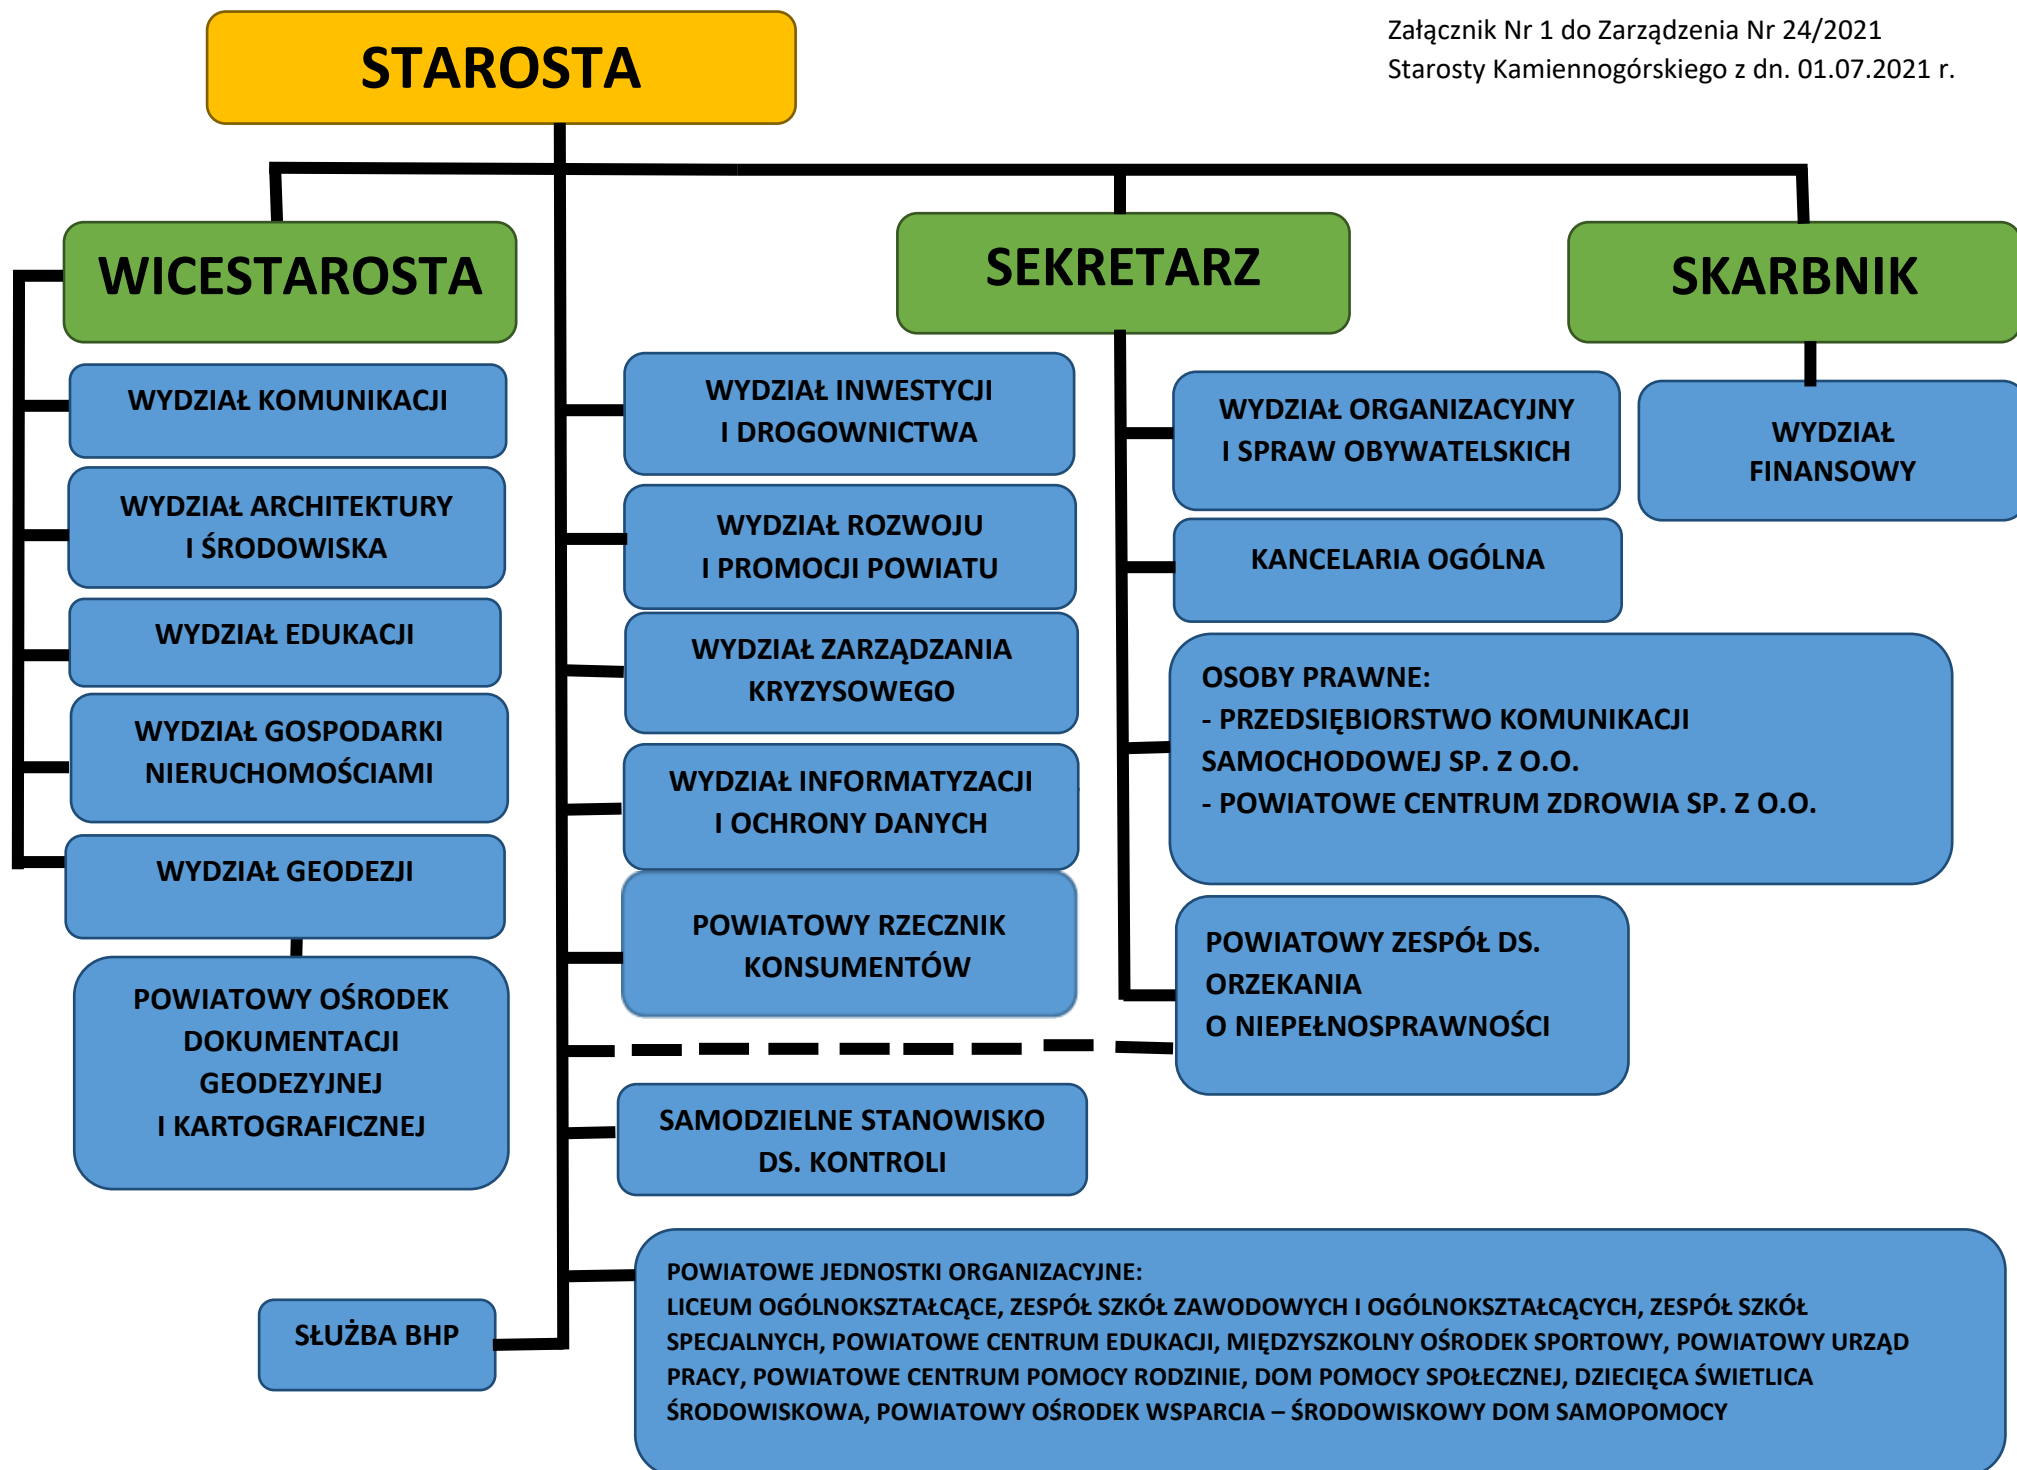 Załącznik Nr 1 do Zarządzenia Nr 24/2021
Starosty Kamiennogórskiego z dn. 01.07.2021 r.
STAROSTA
WICESTAROSTA
SEKRETARZ
SKARBNIK
WYDZIAŁ KOMUNIKACJI
WYDZIAŁ ARCHITEKTURY
I ŚRODOWISKA
WYDZIAŁ EDUKACJI
WYDZIAŁ GOSPODARKI
NIERUCHOMOŚCIAMI
WYDZIAŁ GEODEZJI
POWIATOWY OŚRODEK
DOKUMENTACJI
GEODEZYJNEJ
I KARTOGRAFICZNEJ
WYDZIAŁ INWESTYCJI
I DROGOWNICTWA
WYDZIAŁ ROZWOJU
I PROMOCJI POWIATU
WYDZIAŁ ZARZĄDZANIA
KRYZYSOWEGO
WYDZIAŁ INFORMATYZACJI
I OCHRONY DANYCH
POWIATOWY RZECZNIK
KONSUMENTÓW
SAMODZIELNE STANOWISKO
DS. KONTROLI
WYDZIAŁ ORGANIZACYJNY
I SPRAW OBYWATELSKICH
KANCELARIA OGÓLNA
OSOBY PRAWNE:
- PRZEDSIĘBIORSTWO KOMUNIKACJI
SAMOCHODOWEJ SP. Z O.O.
- POWIATOWE CENTRUM ZDROWIA SP. Z O.O.
POWIATOWY ZESPÓŁ DS.
ORZEKANIA
O NIEPEŁNOSPRAWNOŚCI
WYDZIAŁ
FINANSOWY
SŁUŻBA BHP
POWIATOWE JEDNOSTKI ORGANIZACYJNE:
LICEUM OGÓLNOKSZTAŁCĄCE, ZESPÓŁ SZKÓŁ ZAWODOWYCH I OGÓLNOKSZTAŁCĄCYCH, ZESPÓŁ SZKÓŁ
SPECJALNYCH, POWIATOWE CENTRUM EDUKACJI, MIĘDZYSZKOLNY OŚRODEK SPORTOWY, POWIATOWY URZĄD
PRACY, POWIATOWE CENTRUM POMOCY RODZINIE, DOM POMOCY SPOŁECZNEJ, DZIECIĘCA ŚWIETLICA
ŚRODOWISKOWA, POWIATOWY OŚRODEK WSPARCIA – ŚRODOWISKOWY DOM SAMOPOMOCY